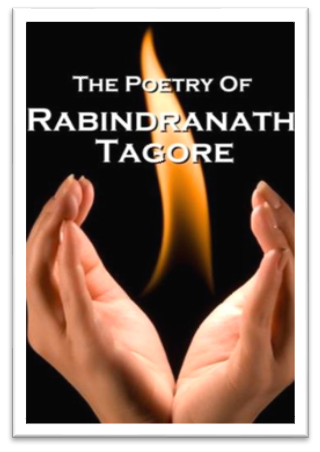 The Poetry Of
Rabindranath
Tagore